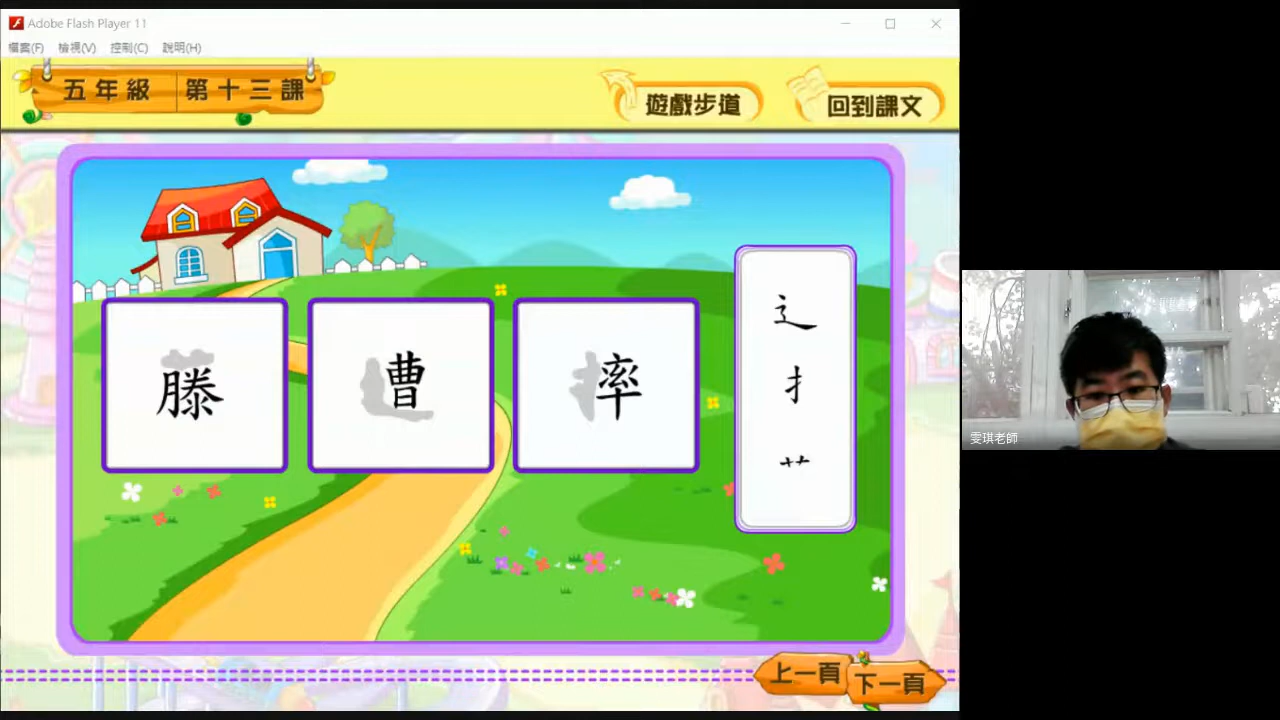 Adobe Flash Player 11
檔案(F) 檢視(V) 控制(C) 說明(H)
五年級 第十三課
遊戲步道
回到課文
滕 曹 率
辶
扌
艹
雯琪老師
上一頁
下一頁